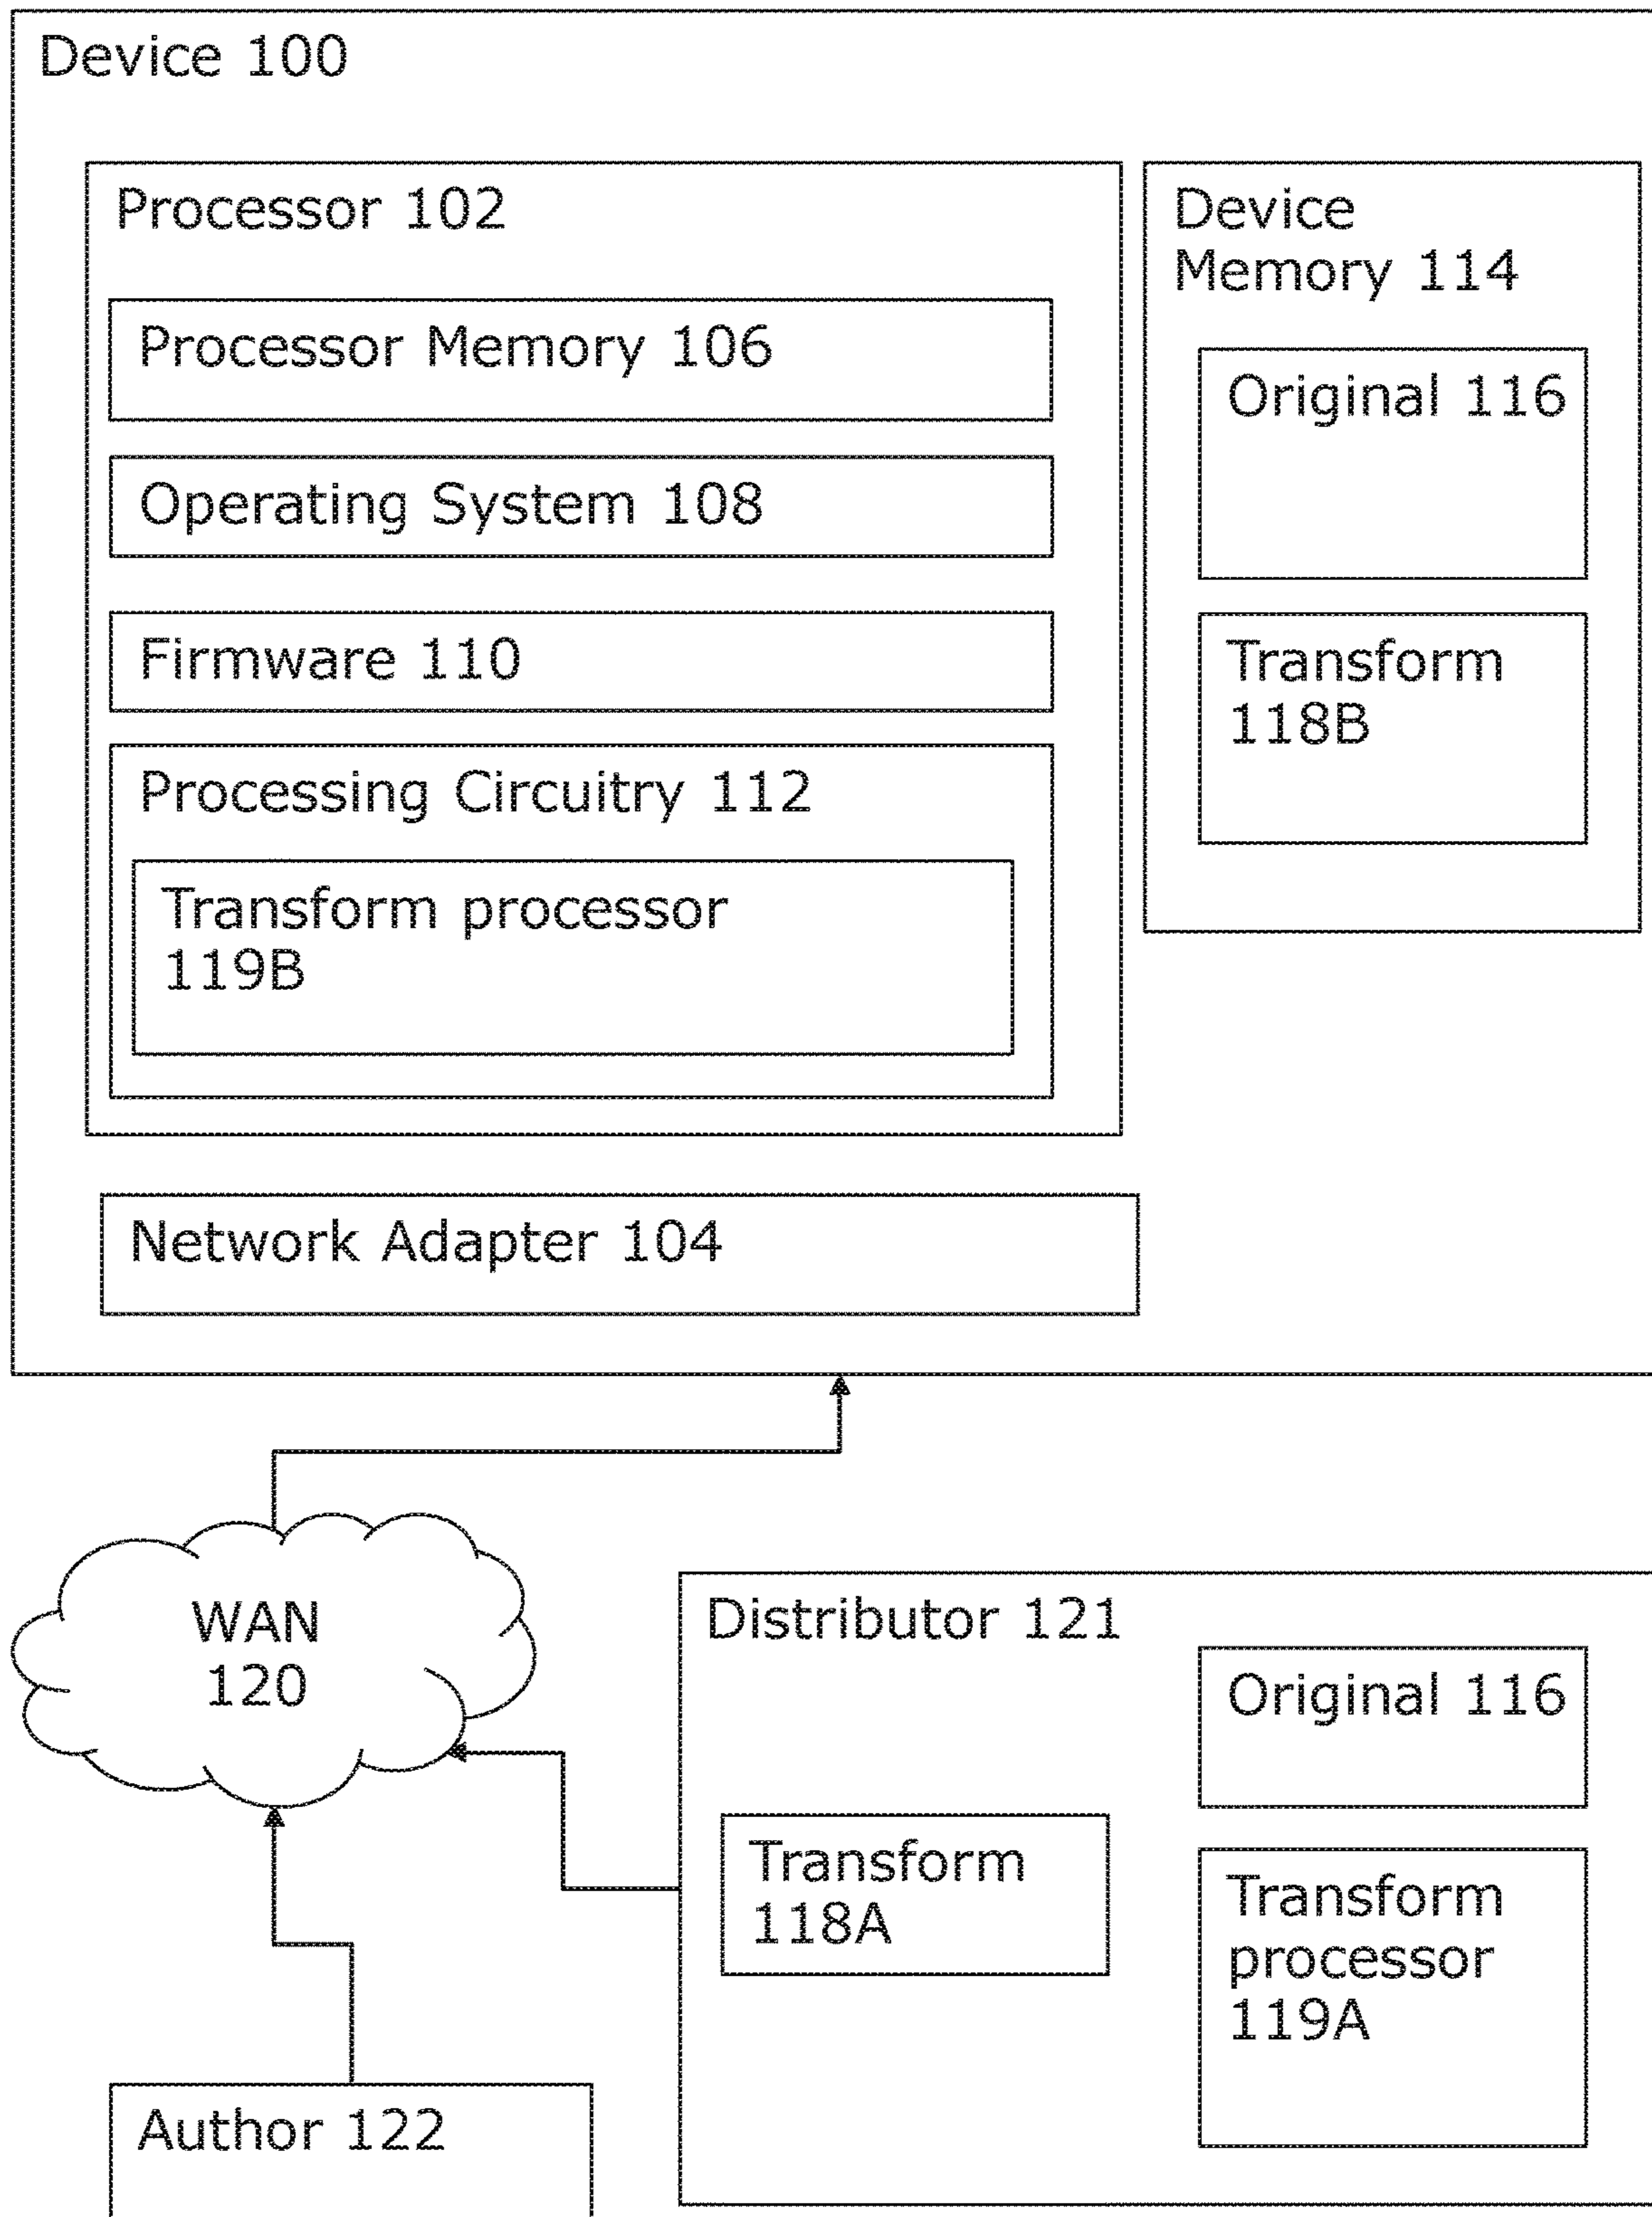 Device 100
Processor 102
Processor Memory 106
Operating System 108
Firmware 110
Processing Circuitry 112
Transform processor
119B
Device
Memory 114
Original 116
Transform
118B
Network Adapter 104
WAN
120
Distributor 121
Original 116
Transform
118A
Transform
processor
119A
Author 122